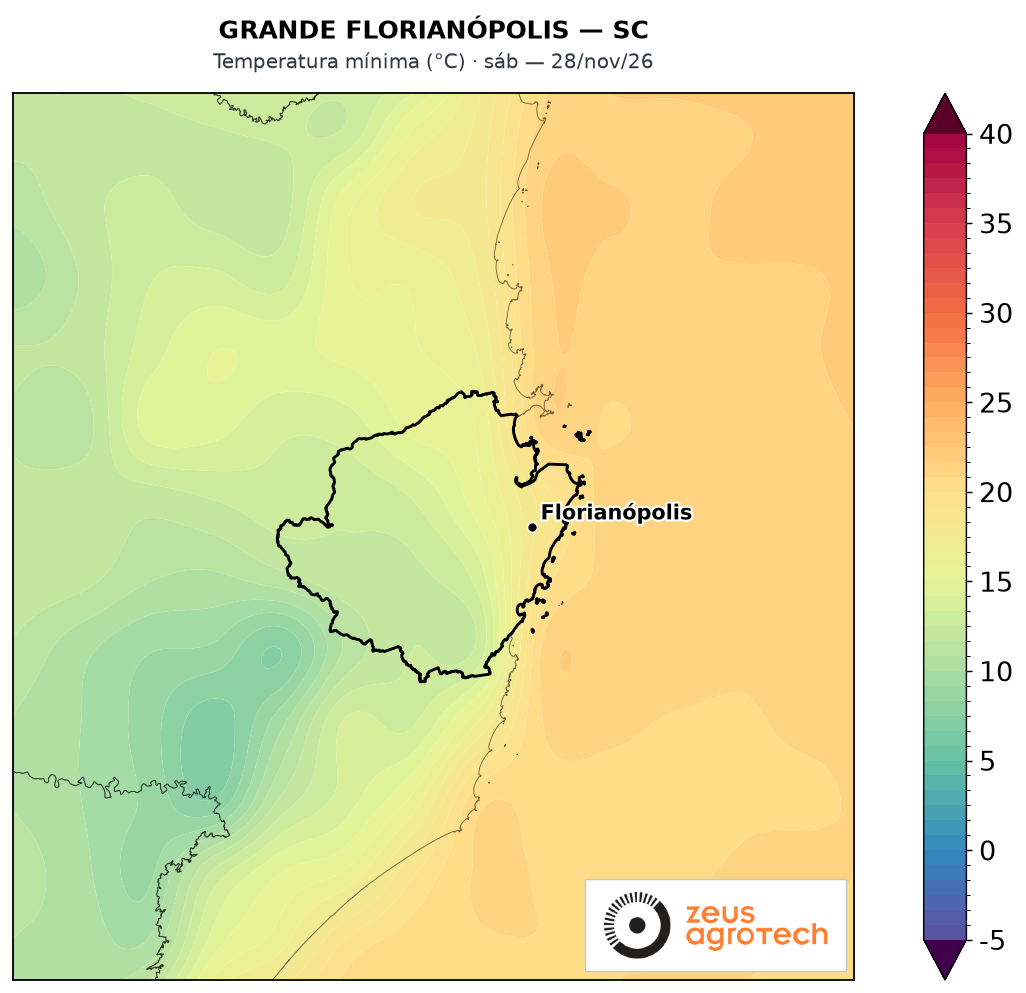 GRANDE FLORIANÓPOLIS — SC
Temperatura mínima (°C) · sáb — 28/nov/26
40
35
30
25
20
15
10
5
0
-5
Florianópolis
zeus
agrotech